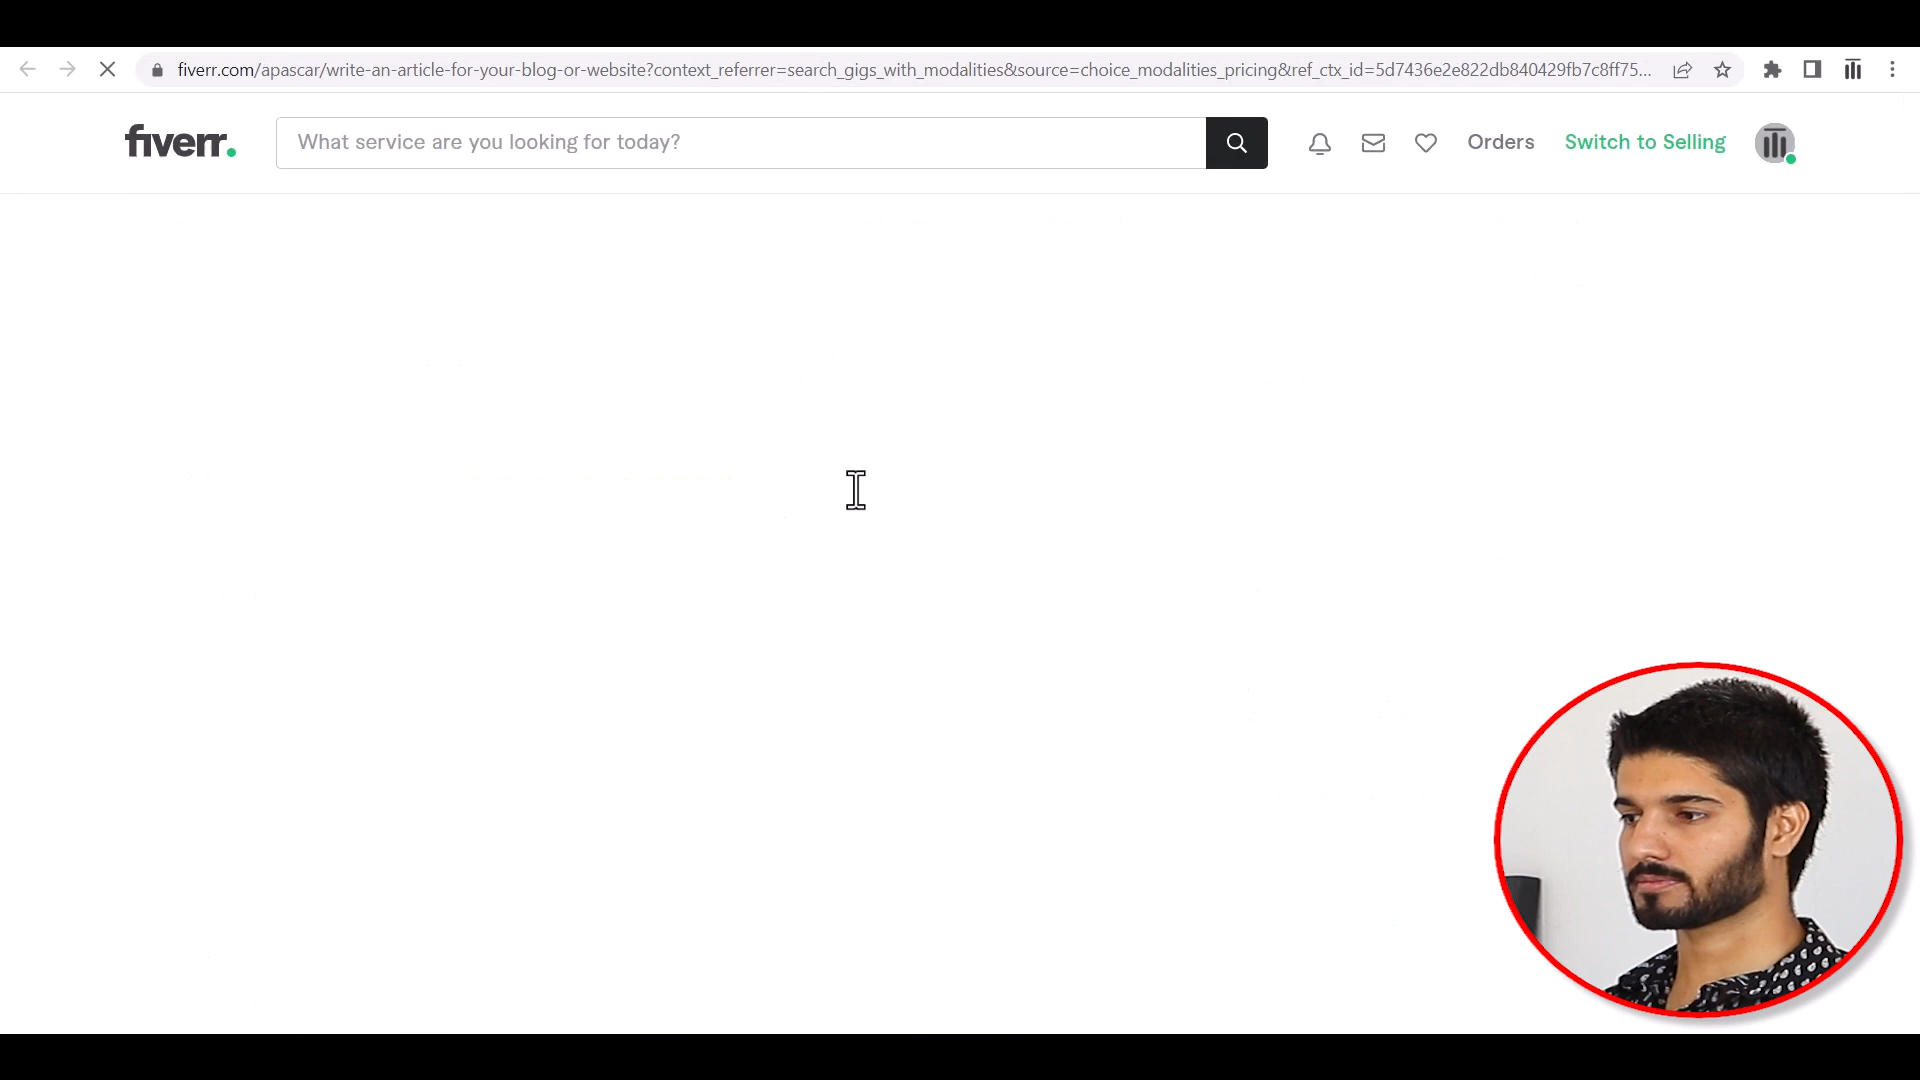 fiverr.com/apascar/write-an-article-for-your-blog-or-website?context_referrer=search_gigs_with_modalities&source=choice_modalities_pricing&ref_ctx_id=5d7436e2e822db840429fb7c8ff75...
fiverr.
What service are you looking for today?
Orders
Switch to Selling